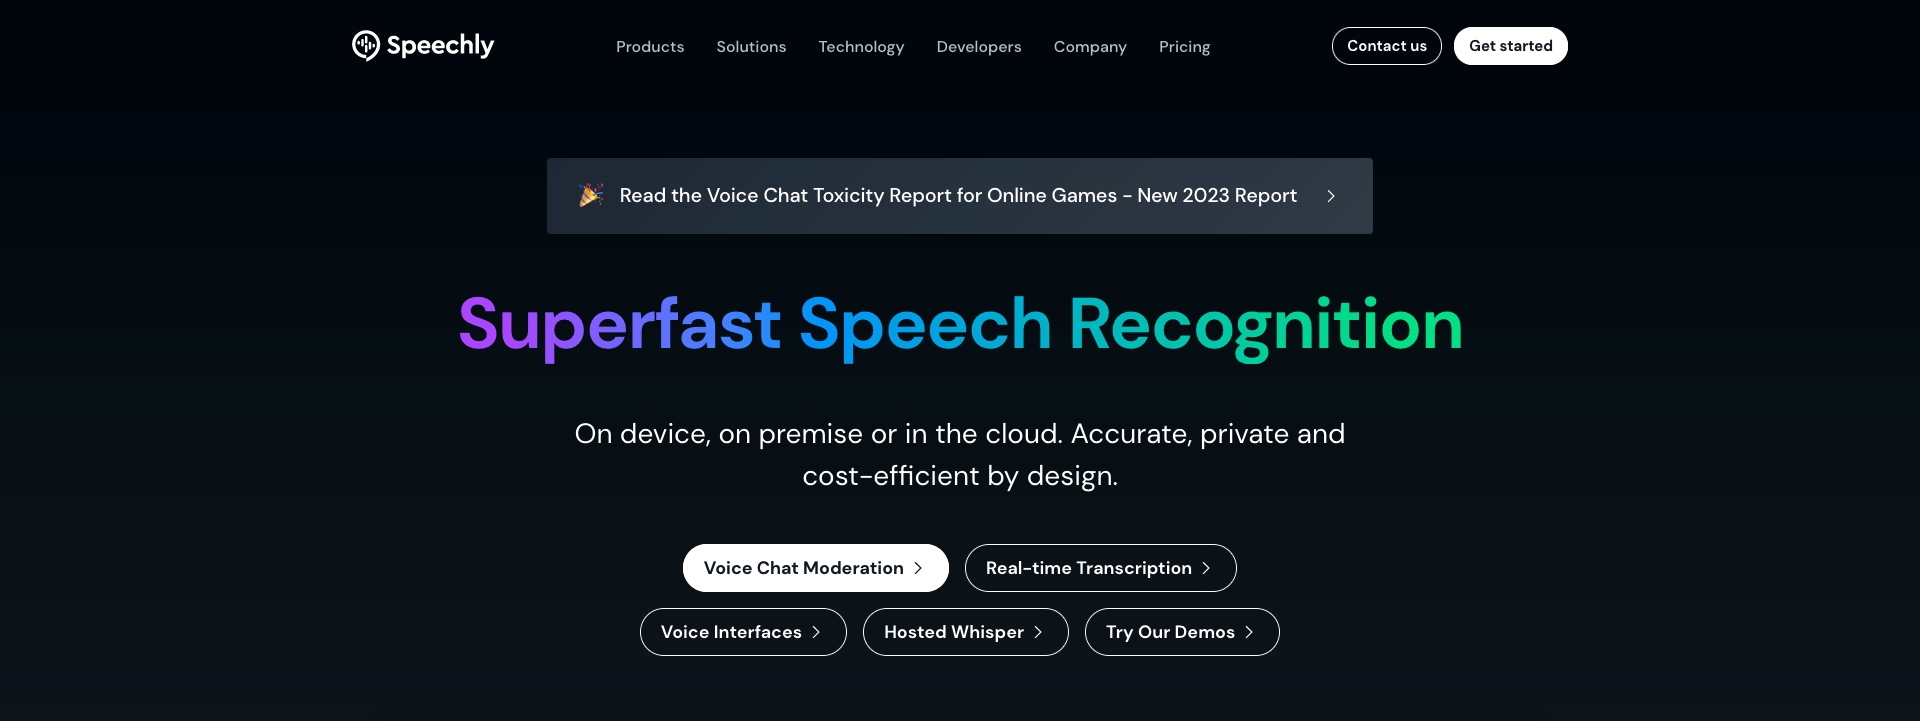 Speechly
Products Solutions Technology Developers Company Pricing
Contact us Get started
Read the Voice Chat Toxicity Report for Online Games - New 2023 Report
Superfast Speech Recognition
On device, on premise or in the cloud. Accurate, private and
cost-efficient by design.
Voice Chat Moderation Real-time Transcription
Voice Interfaces Hosted Whisper Try Our Demos